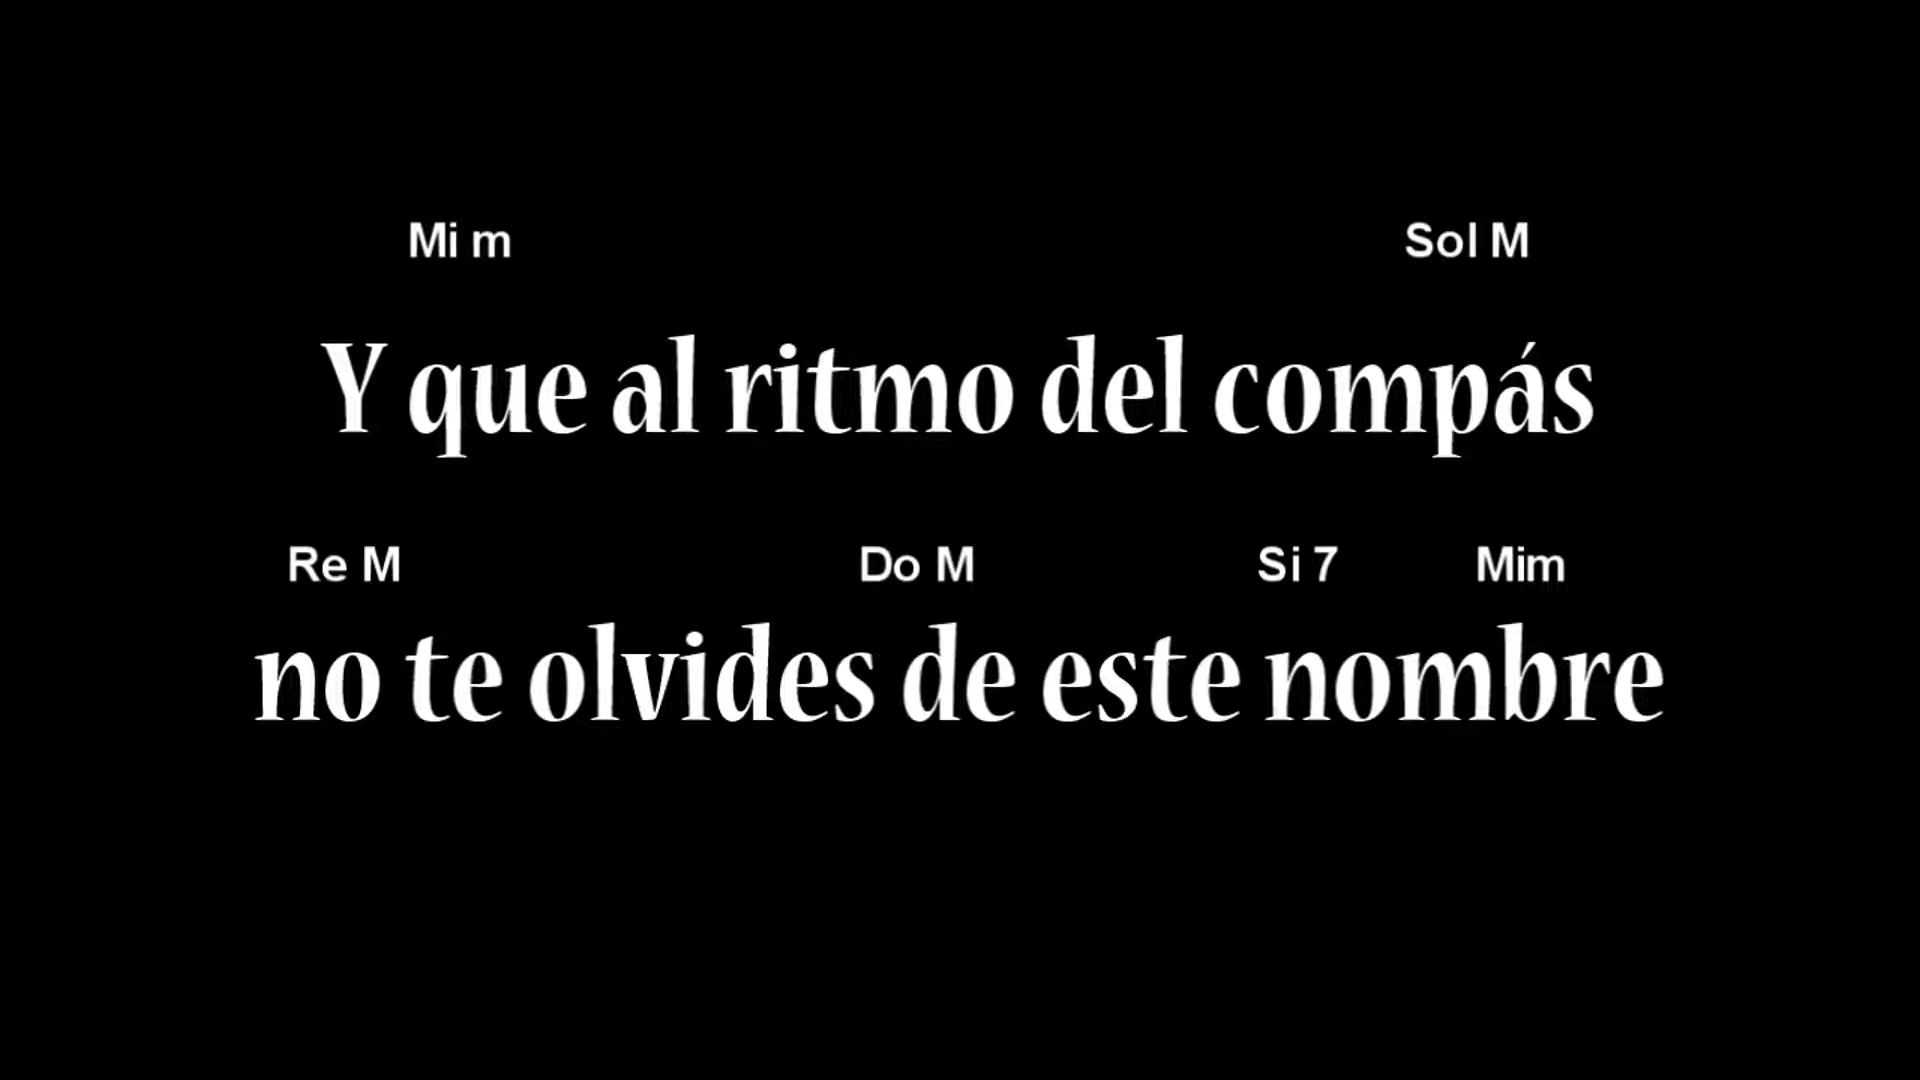 Mi m Sol M
Y que al ritmo del compás
Re M Do M Si 7 Mim
no te olvides de este nombre